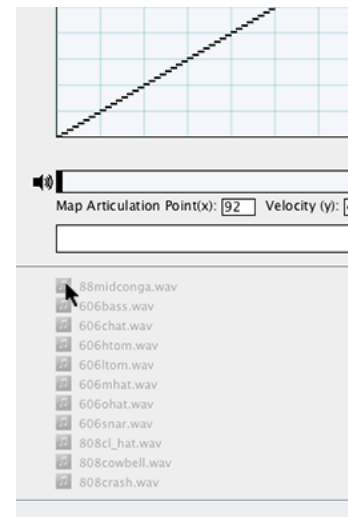 Map Articulation Point(x): 92 Velocity (y):
88midconga.wav
606bass.wav
606chat.wav
606htom.wav
606ltom.wav
606mhat.wav
606ohat.wav
606snar.wav
808cl_hat.wav
808cowbell.wav
808crash.wav